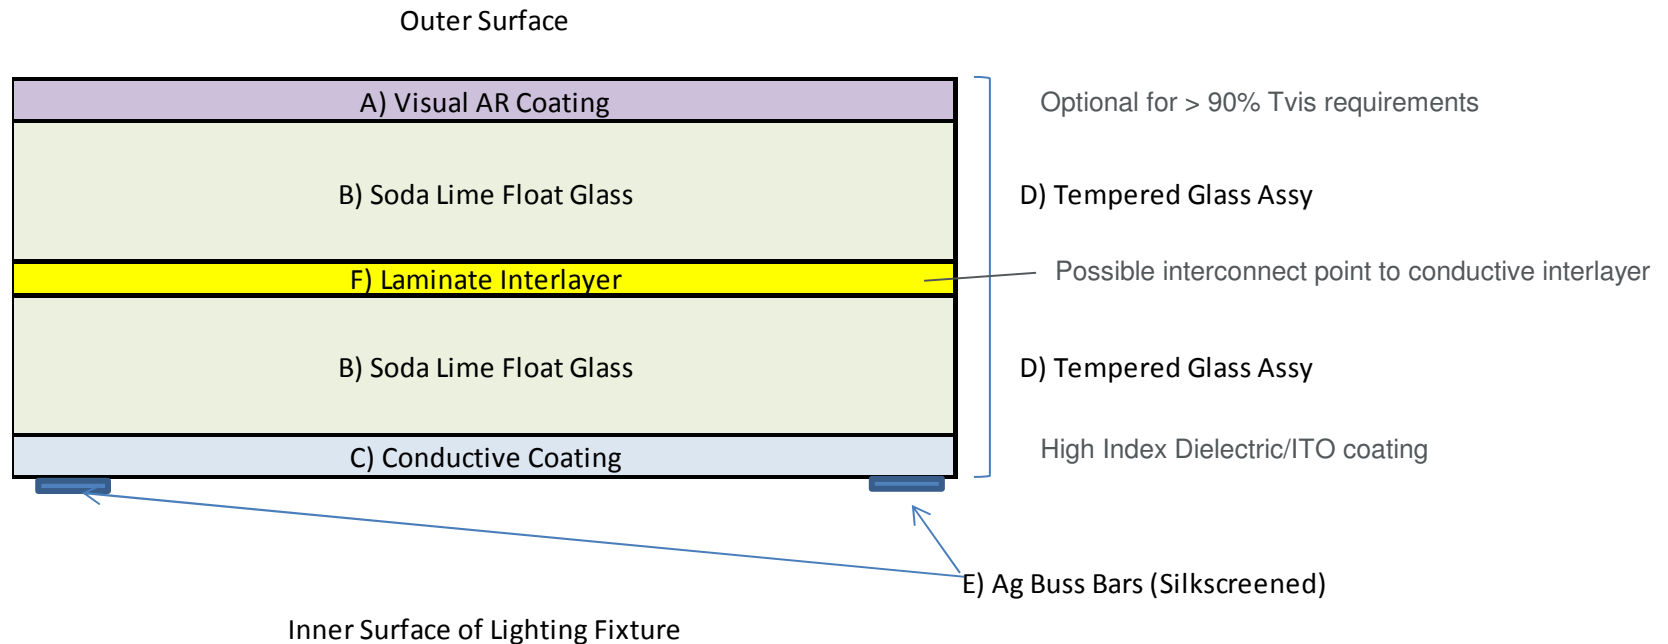 Outer Surface
A) Visual AR Coating
Optional for > 90% Tvis requirements
B) Soda Lime Float Glass
D) Tempered Glass Assy
F) Laminate Interlayer
Possible interconnect point to conductive interlayer
B) Soda Lime Float Glass
D) Tempered Glass Assy
C) Conductive Coating
High Index Dielectric/ITO coating
E) Ag Buss Bars (Silkscreened)
Inner Surface of Lighting Fixture